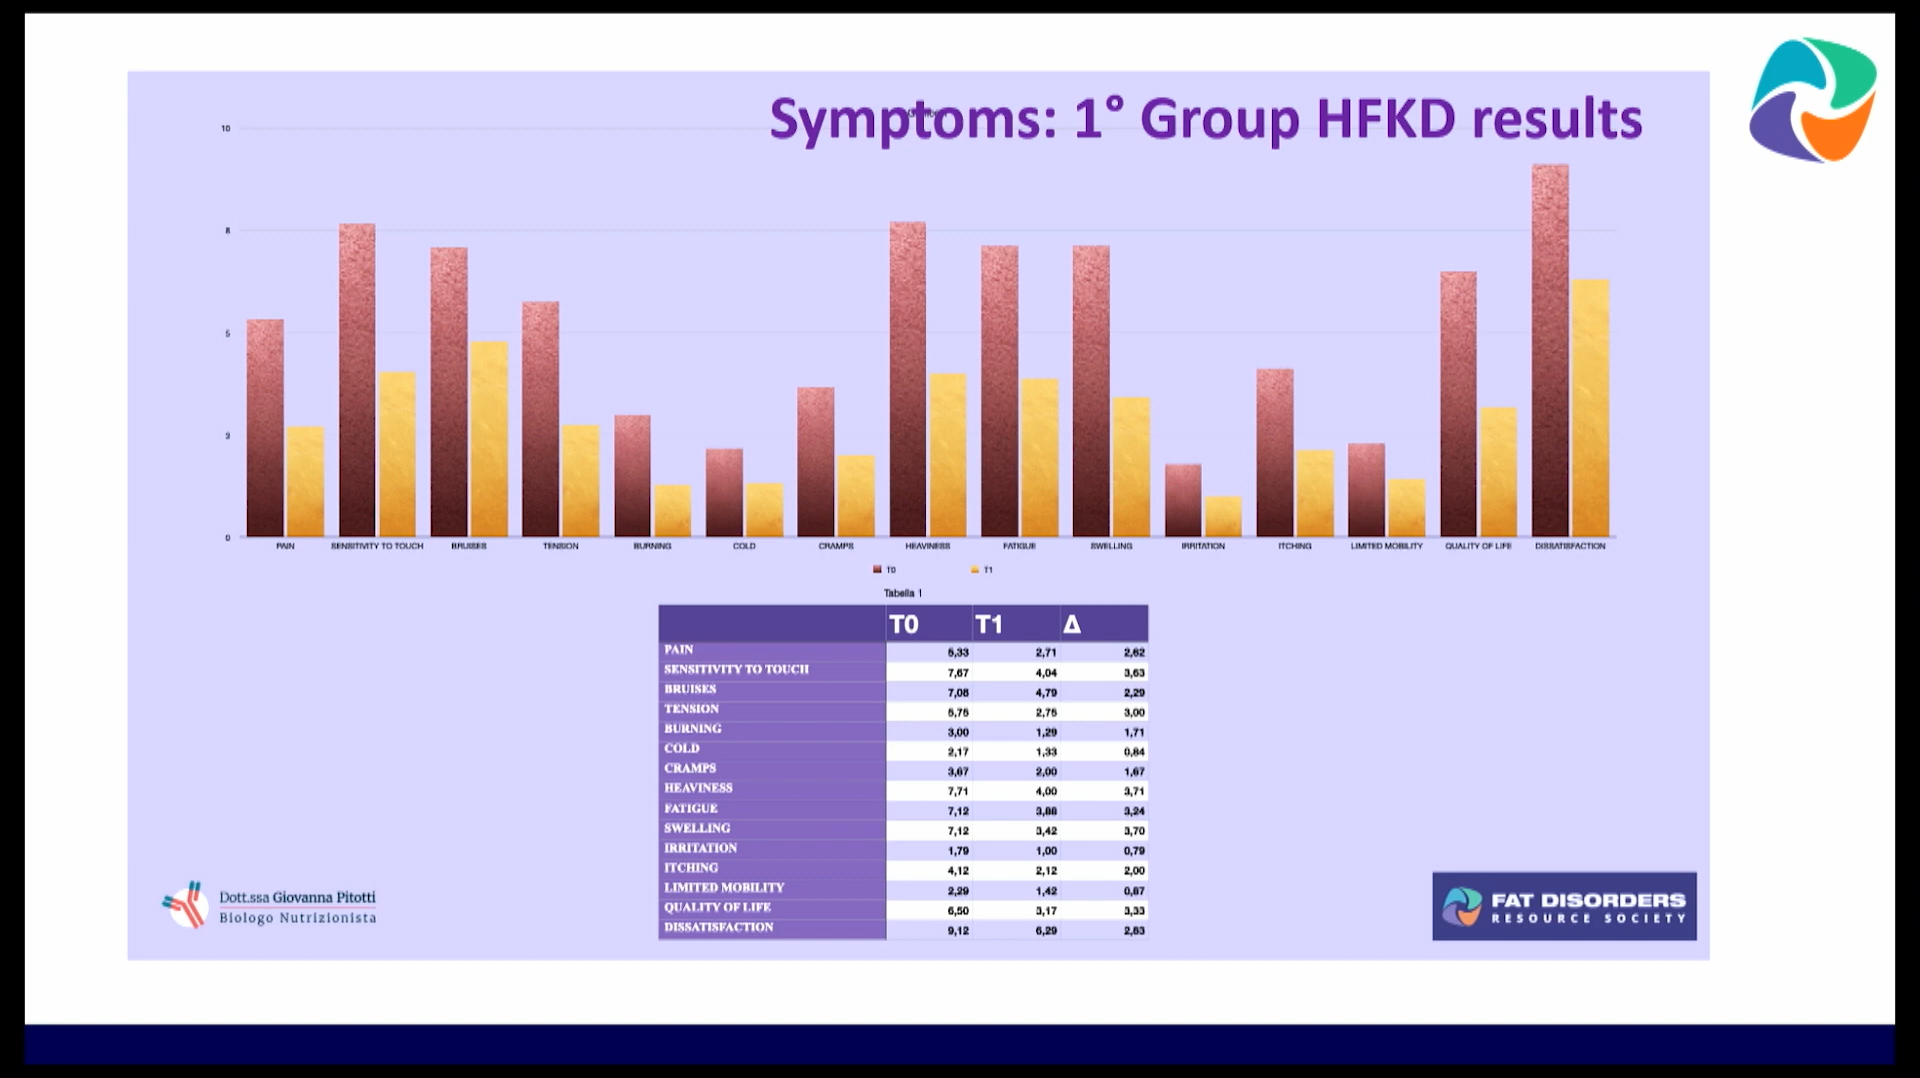 Symptoms: 1° Group HFKD results
10
8
5
3
0
PAIN SENSITIVITY TO TOUCH BRUISES TENSION BURNING COLD CRAMPS HEAVINESS FATIGUE SWELLING IRRITATION ITCHING LIMITED MOBILITY QUALITY OF LIFE DISSATISFACTION
T0 T1
Tabella 1
T0 T1 Δ
PAIN 5,33 2,71 2,62
SENSITIVITY TO TOUCH 7,67 4,04 3,63
BRUISES 7,08 4,79 2,29
TENSION 5,75 2,75 3,00
BURNING 3,00 1,29 1,71
COLD 2,17 1,33 0,84
CRAMPS 3,67 2,00 1,67
HEAVINESS 7,71 4,00 3,71
FATIGUE 7,12 3,88 3,24
SWELLING 7,12 3,42 3,70
IRRITATION 1,79 1,00 0,79
ITCHING 4,12 2,12 2,00
LIMITED MOBILITY 2,29 1,42 0,87
QUALITY OF LIFE 6,50 3,17 3,33
DISSATISFACTION 9,12 6,29 2,83
Dott.ssa Giovanna Pitotti
Biologo Nutrizionista
FAT DISORDERS
RESOURCE SOCIETY